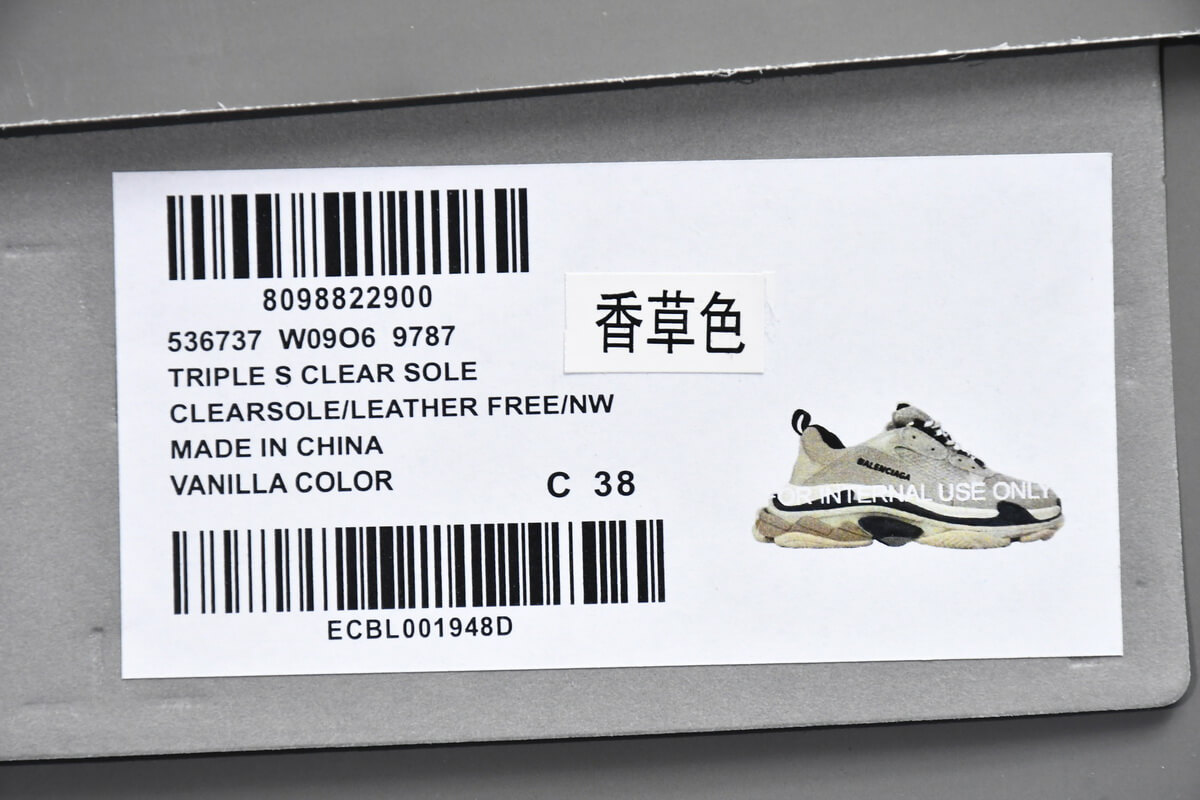 8098822900
536737 W09O6 9787
TRIPLE S CLEAR SOLE
CLEARSOLE/LEATHER FREE/NW
MADE IN CHINA
VANILLA COLOR
C 38
ECBL001948D
香草色
BALENCIAGA
FOR INTERNAL USE ONLY